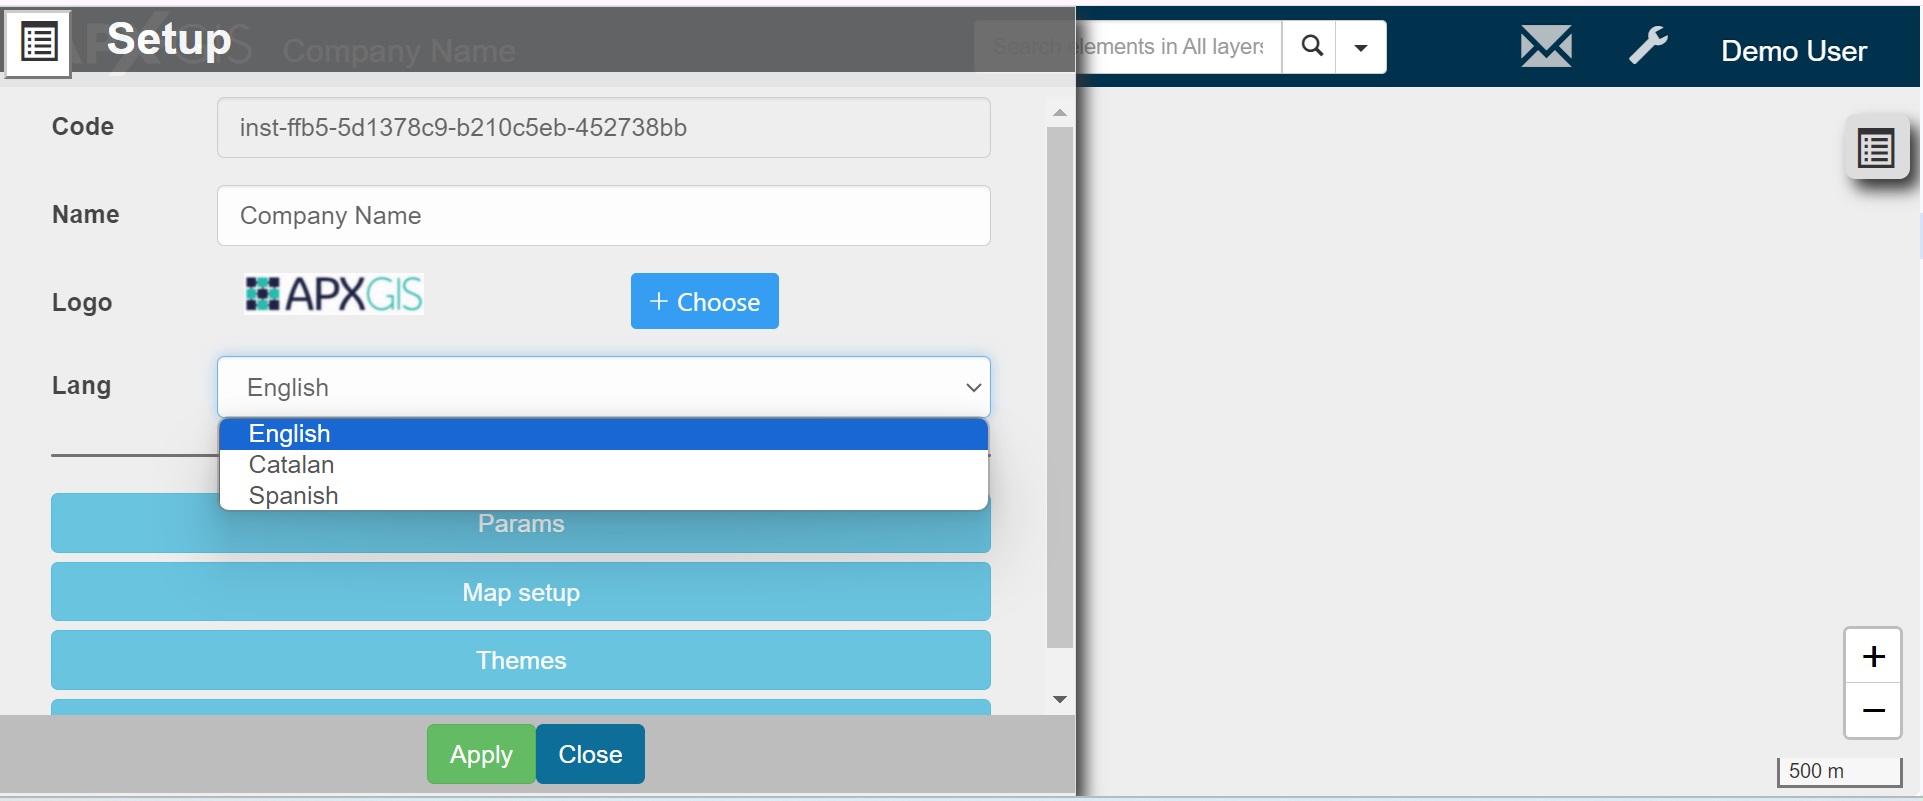 Setup
APXGIS Company Name
Search elements in All layers
Demo User
Code
inst-ffb5-5d1378c9-b210c5eb-452738bb
Name
Company Name
Logo
APXGIS
+ Choose
Lang
English
English
Catalan
Spanish
Params
Map setup
Themes
Apply
Close
+
−
500 m